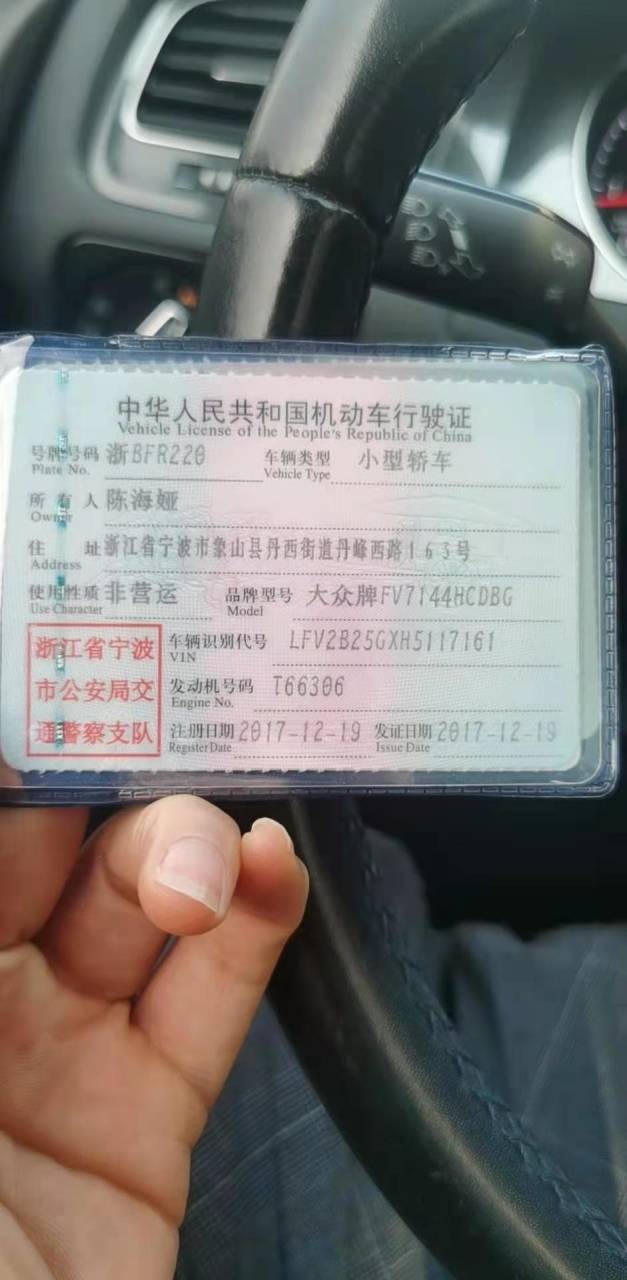 中华人民共和国机动车行驶证
Vehicle License of the People's Republic of China
号牌号码 浙BFR220 车辆类型 小型轿车
Plate No. Vehicle Type
所有人 陈海娅
Owner
住址 浙江省宁波市象山县丹西街道丹峰西路163号
Address
使用性质 非营运 品牌型号 大众牌FV7144HCDBG
Use Character Model
浙江省宁波 车辆识别代号 LFV2B25GXH5117161
VIN
市公安局交 发动机号码 T66306
Engine No.
通警察支队 注册日期 2017-12-19 发证日期 2017-12-19
Register Date Issue Date